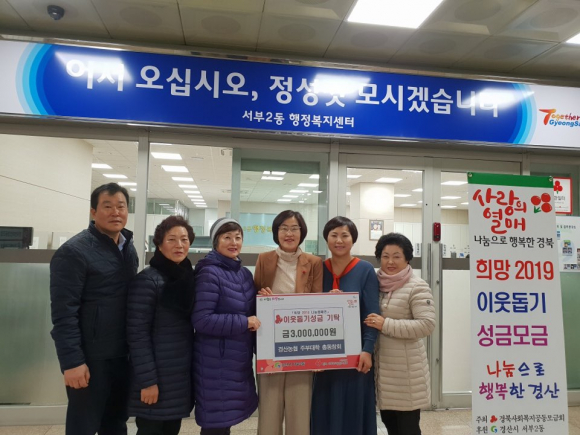 어서 오십시오, 정성껏 모시겠습니다
서부2동 행정복지센터
Together
이웃돕기성금 기탁
금3,000,000원
경산농협 주부대학 총동창회
사랑의
열매
나눔으로 행복한 경북
희망 2019
이웃돕기
성금모금
나눔으로
행복한 경산
주최 경북사회복지공동모금회
후원 경산시 서부2동